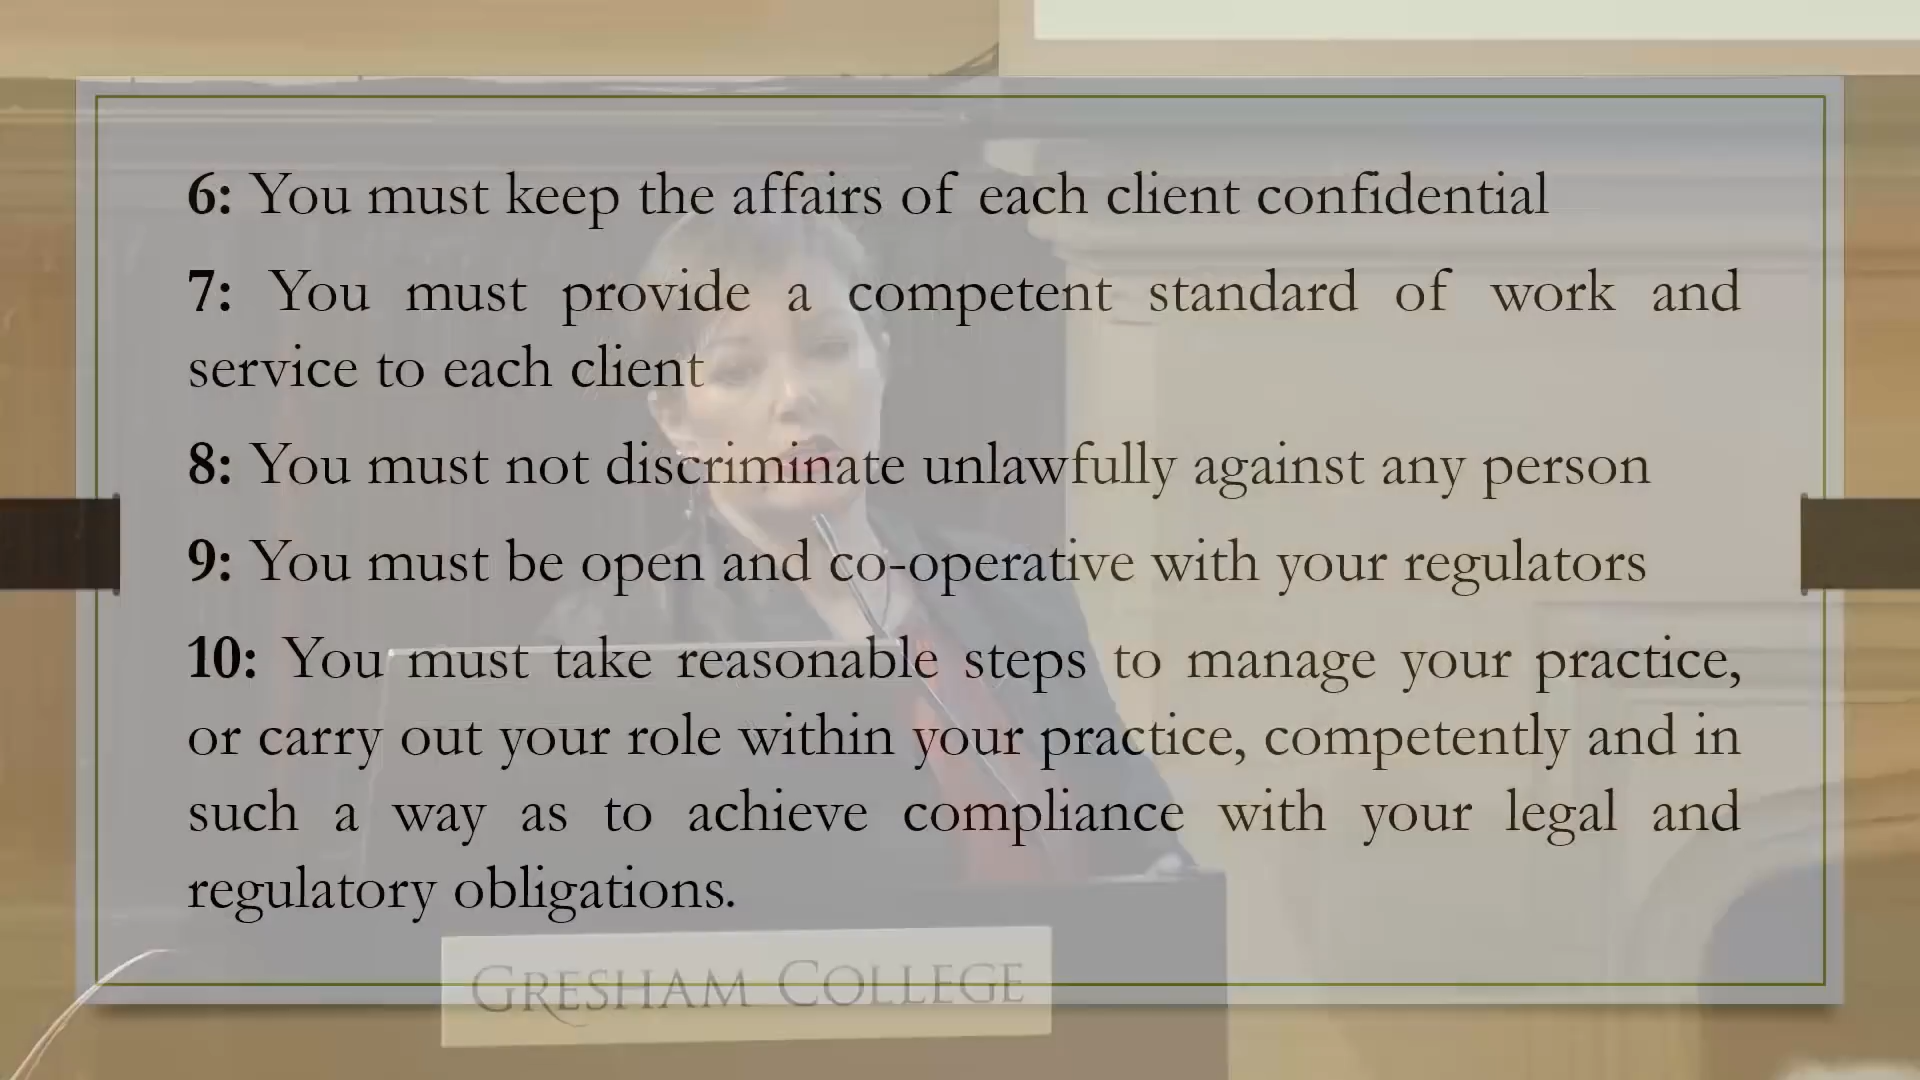 6: You must keep the affairs of each client confidential
7: You must provide a competent standard of work and
service to each client
8: You must not discriminate unlawfully against any person
9: You must be open and co-operative with your regulators
10: You must take reasonable steps to manage your practice,
or carry out your role within your practice, competently and in
such a way as to achieve compliance with your legal and
regulatory obligations.
GRESHAM COLLEGE